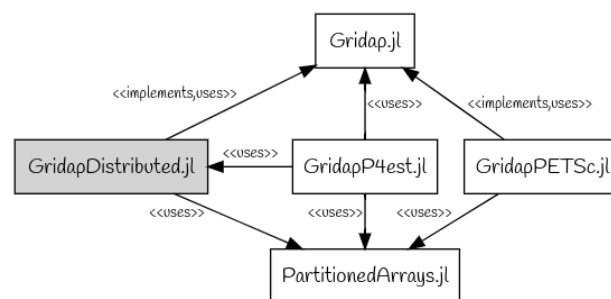 Gridap.jl
<<implements,uses>>
<<uses>>
<<implements,uses>>
GridapDistributed.jl
<<uses>>
GridapP4est.jl
GridapPETSc.jl
<<uses>>
<<uses>>
<<uses>>
PartitionedArrays.jl